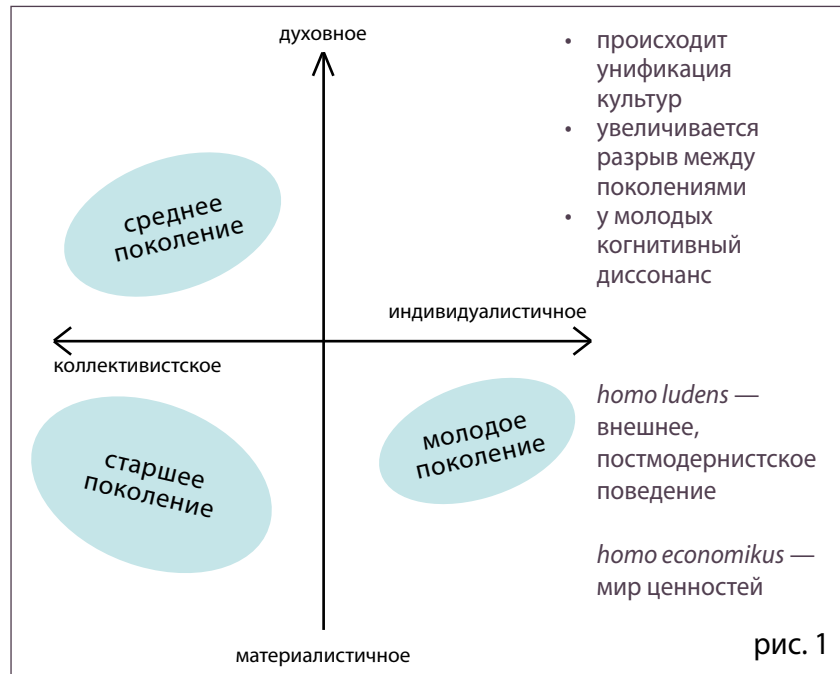 духовное
• происходит
унификация
культур
• увеличивается
разрыв между
поколениями
• у молодых
когнитивный
диссонанс
среднее
поколение
индивидуалистичное
коллективистское
старшее
поколение
молодое
поколение
homo ludens —
внешнее,
постмодернистское
поведение
homo economikus —
мир ценностей
материалистичное
рис. 1